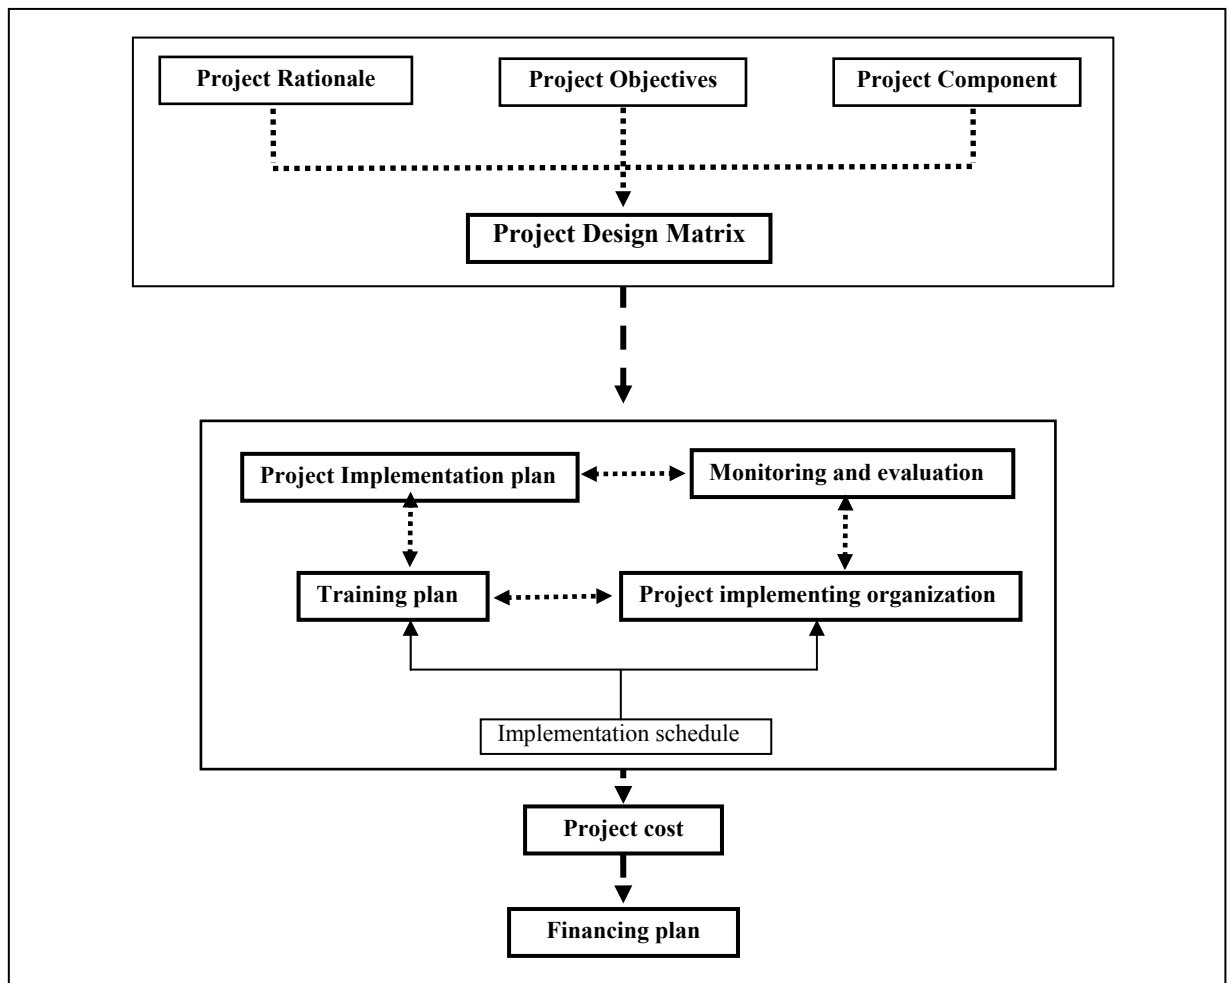 Project Rationale
Project Objectives
Project Component
Project Design Matrix
Project Implementation plan
Monitoring and evaluation
Training plan
Project implementing organization
Implementation schedule
Project cost
Financing plan